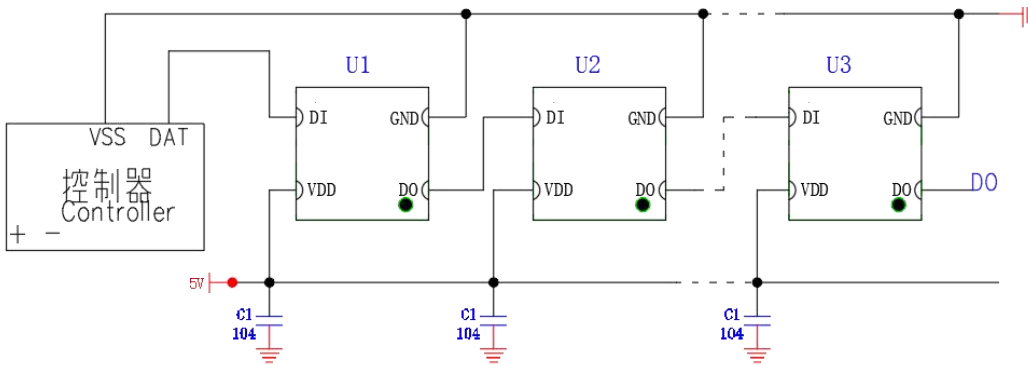 U1
U2
U3
DI
GND
DI
GND
DI
GND
VSS DAT
控制器
Controller
+ -
VDD
DO
VDD
DO
VDD
DO
DO
5V
C1
104
C1
104
C1
104